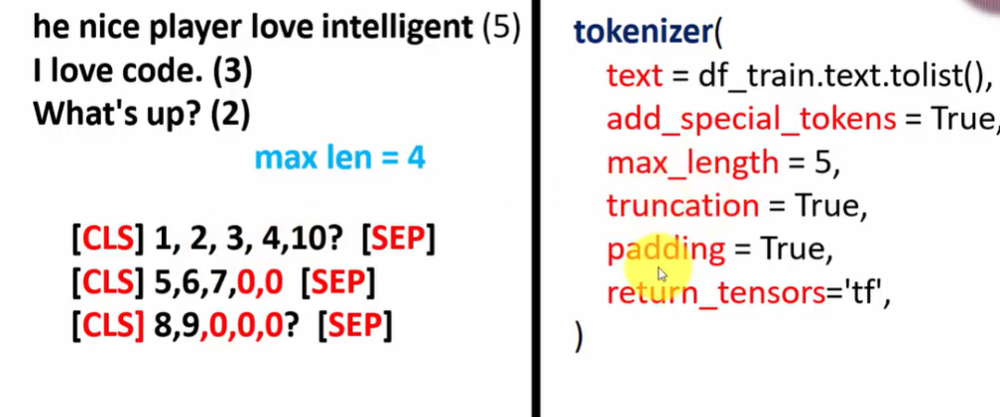 he nice player love intelligent (5)
I love code. (3)
What's up? (2)
max len = 4
[CLS] 1, 2, 3, 4,10? [SEP]
[CLS] 5,6,7,0,0 [SEP]
[CLS] 8,9,0,0,0? [SEP]
tokenizer(
text = df_train.text.tolist(),
add_special_tokens = True,
max_length = 5,
truncation = True,
padding = True,
return_tensors='tf',
)